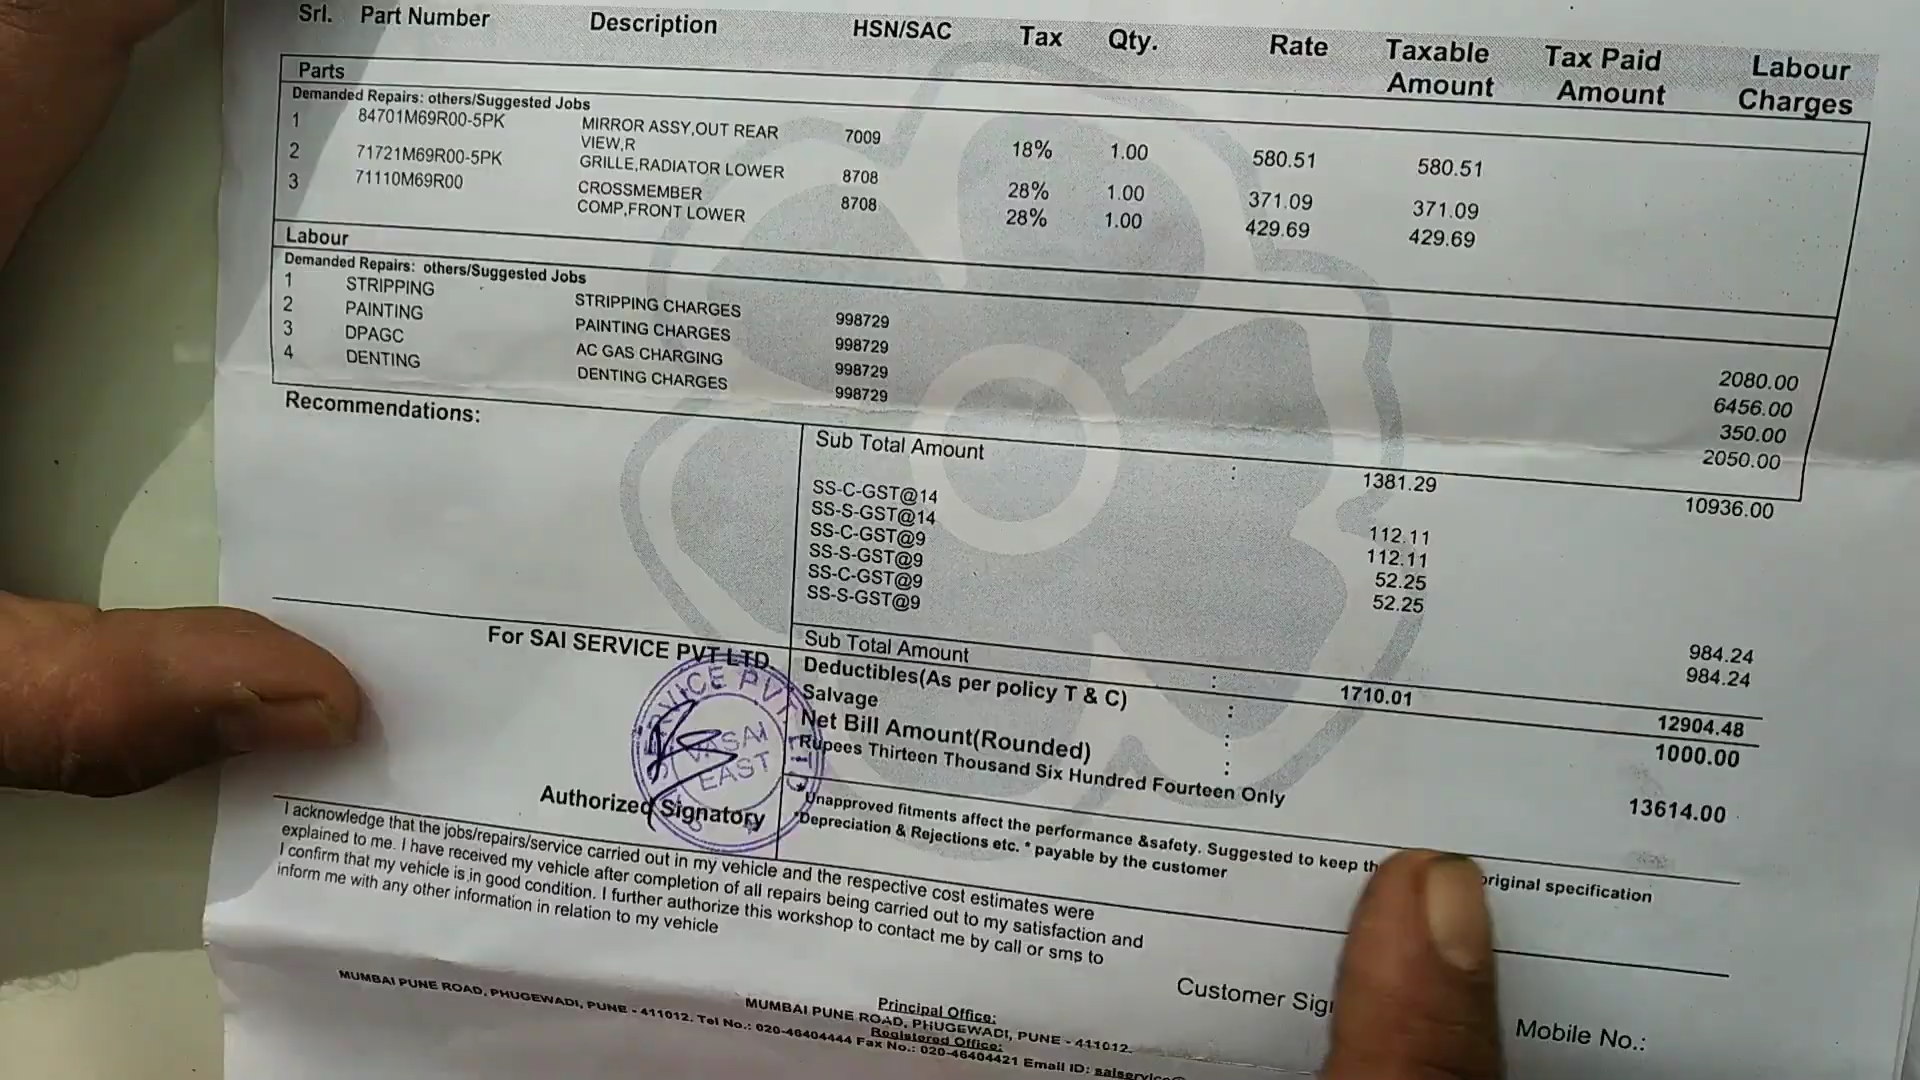 Srl. Part Number Description HSN/SAC Tax Qty. Rate Taxable Amount Tax Paid Amount Labour Charges
Parts
Demanded Repairs: others/Suggested Jobs
1 84701M69R00-5PK MIRROR ASSY,OUT REAR VIEW,R 7009 18% 1.00 580.51 580.51
2 71721M69R00-5PK GRILLE,RADIATOR LOWER 8708 28% 1.00 371.09 371.09
3 71110M69R00 CROSSMEMBER COMP,FRONT LOWER 8708 28% 1.00 429.69 429.69
Labour
Demanded Repairs: others/Suggested Jobs
1 STRIPPING STRIPPING CHARGES 998729 2080.00
2 PAINTING PAINTING CHARGES 998729 6456.00
3 DPAGC AC GAS CHARGING 998729 350.00
4 DENTING DENTING CHARGES 998729 2050.00
Recommendations:
Sub Total Amount : 1381.29 10936.00
SS-C-GST@14 112.11
SS-S-GST@14 112.11
SS-C-GST@9 52.25
SS-S-GST@9 52.25
SS-C-GST@9 984.24
SS-S-GST@9 984.24
Sub Total Amount : 1710.01 12904.48
Deductibles(As per policy T & C) : 1000.00
Salvage :
Net Bill Amount(Rounded) : 13614.00
Rupees Thirteen Thousand Six Hundred Fourteen Only
For SAI SERVICE PVT LTD
SERVICE PVT LTD
VASAI
EAST
Authorized Signatory
*Unapproved fitments affect the performance &safety. Suggested to keep original specification
*Depreciation & Rejections etc. * payable by the customer
I acknowledge that the jobs/repairs/service carried out in my vehicle and the respective cost estimates were
explained to me. I have received my vehicle after completion of all repairs being carried out to my satisfaction and
I confirm that my vehicle is in good condition. I further authorize this workshop to contact me by call or sms to
inform me with any other information in relation to my vehicle
Customer
Mobile No.:
Principal Office:
MUMBAI PUNE ROAD, PHUGEWADI, PUNE - 411012.
Registered Office:
MUMBAI PUNE ROAD, PHUGEWADI, PUNE - 411012. Tel No.: 020-46404444 Fax No.: 020-46404421 Email ID: